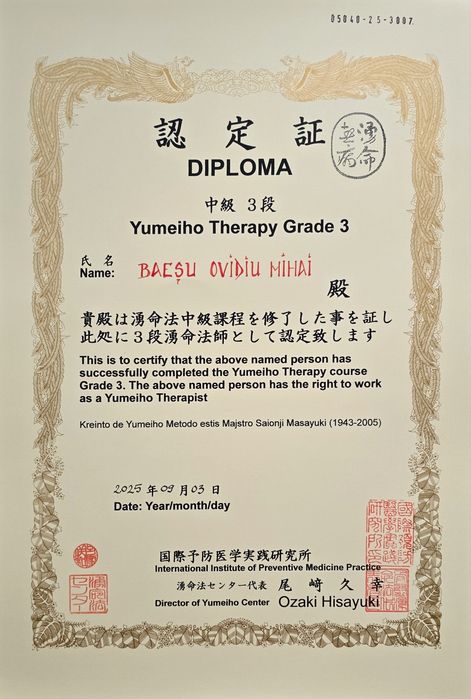 05040-25-3007
認定証
湧命
無病
DIPLOMA
中級 3段
Yumeiho Therapy Grade 3
氏名
Name: BAEȘU OVIDIU MIHAI
殿
貴殿は湧命法中級課程を修了した事を証し
此処に3段湧命法師として認定致します
This is to certify that the above named person has
successfully completed the Yumeiho Therapy course
Grade 3. The above named person has the right to work
as a Yumeiho Therapist
Kreinto de Yumeiho Metodo estis Majstro Saionji Masayuki (1943-2005)
2025 年 09 月 03 日
Date: Year/month/day
国際予防医学実践研究所
International Institute of Preventive Medicine Practice
湧命法センター代表 尾﨑久幸
Director of Yumeiho Center Ozaki Hisayuki